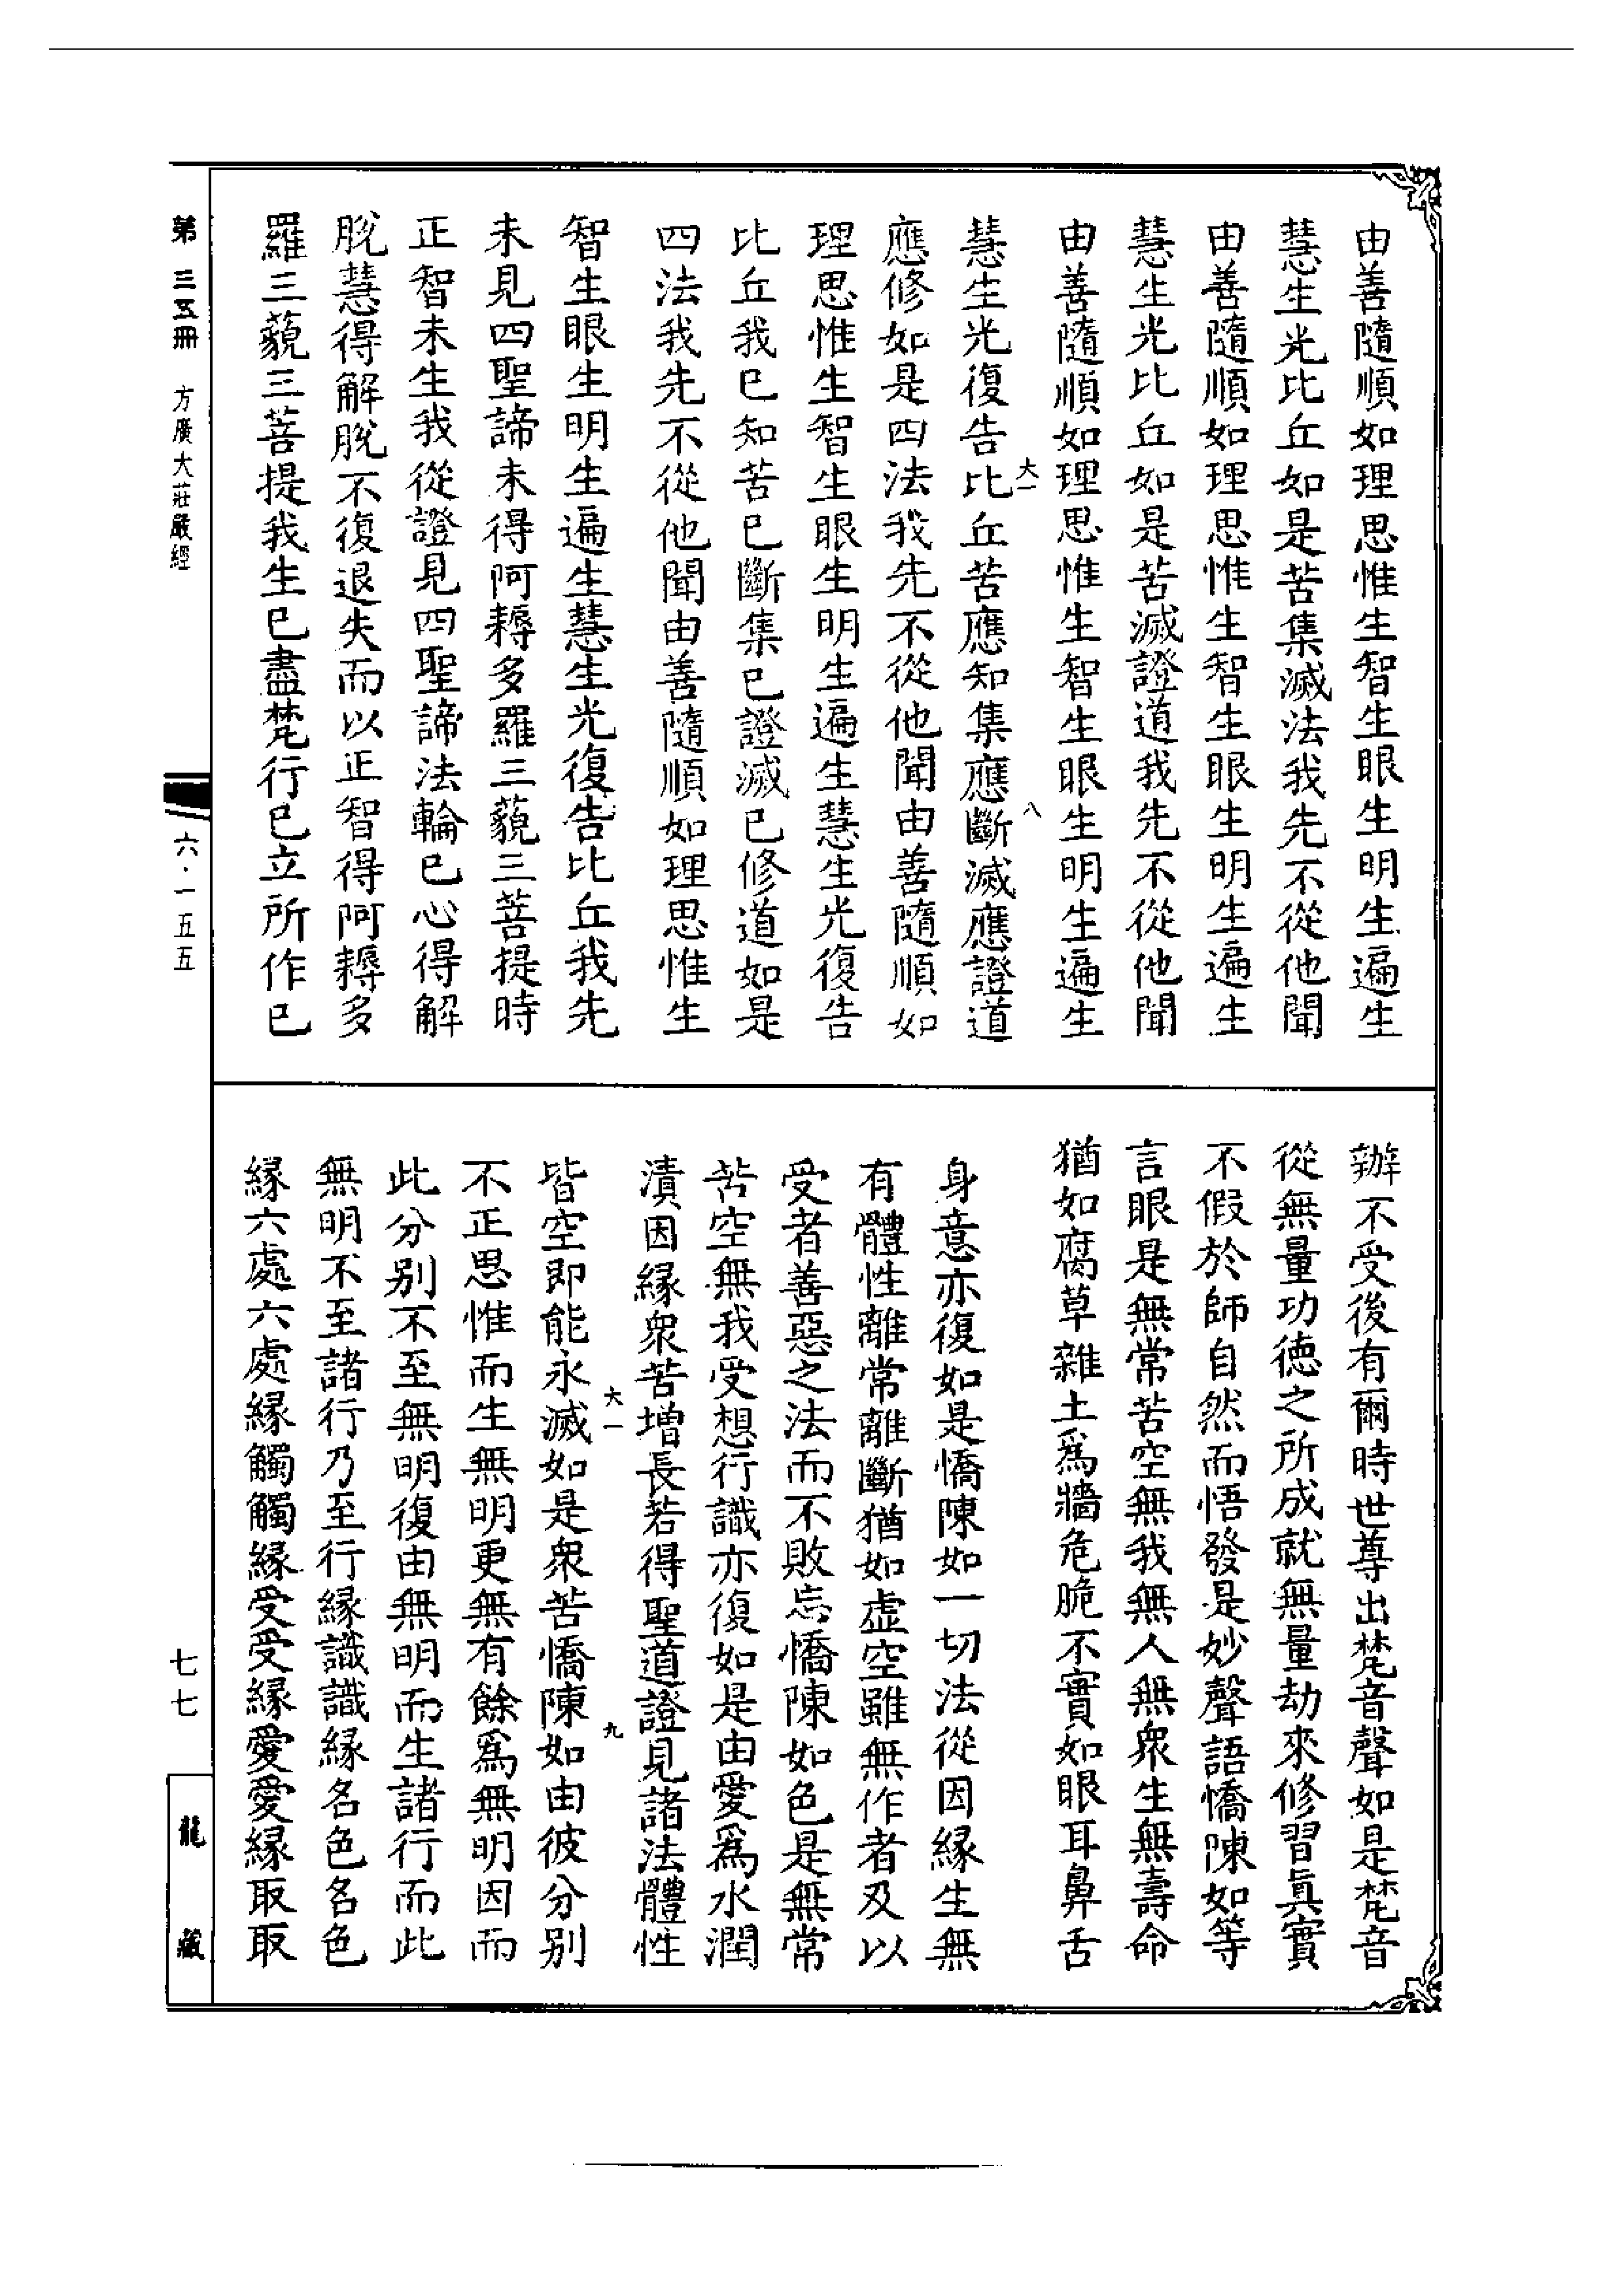 由善隨順如理思惟生智生眼生明生遍生
慧生光比丘如是苦集滅法我先不從他聞
由善隨順如理思惟生智生眼生明生遍生
慧生光比丘如是苦滅證道我先不從他聞
由善隨順如理思惟生智生眼生明生遍生
大一
八
慧生光復告比丘苦應知集應斷滅應證道
應修如是四法我先不從他聞由善隨順如
理思惟生智生眼生明生遍生慧生光復告
比丘我已知苦已斷集已證滅已修道如是
四法我先不從他聞由善隨順如理思惟生
智生眼生明生遍生慧生光復告比丘我先
未見四聖諦未得阿耨多羅三藐三菩提時
正智未生我從證見四聖諦法輪已心得解
脫慧得解脫不復退失而以正智得阿耨多
羅三藐三菩提我生已盡梵行已立所作已
辦不受後有爾時世尊出梵音聲如是梵音
從無量功德之所成就無量劫來修習真實
不假於師自然而悟發是妙聲語憍陳如等
言眼是無常苦空無我無人無衆生無壽命
猶如腐草雜土爲牆危脆不實如眼耳鼻舌
身意亦復如是憍陳如一切法從因緣生無
有體性離常離斷猶如虛空雖無作者及以
受者善惡之法而不敗忘憍陳如色是無常
苦空無我受想行識亦復如是由愛爲水潤
漬因緣衆苦增長若得聖道證見諸法體性
大一
九
皆空即能永滅如是衆苦憍陳如由彼分別
不正思惟而生無明更無有餘爲無明因而
此分別不至無明復由無明而生諸行而此
無明不至諸行乃至行緣識識緣名色名色
緣六處六處緣觸觸緣受受緣愛愛緣取取
第三五冊 方廣大莊嚴經
六·一五五
七七
龍藏